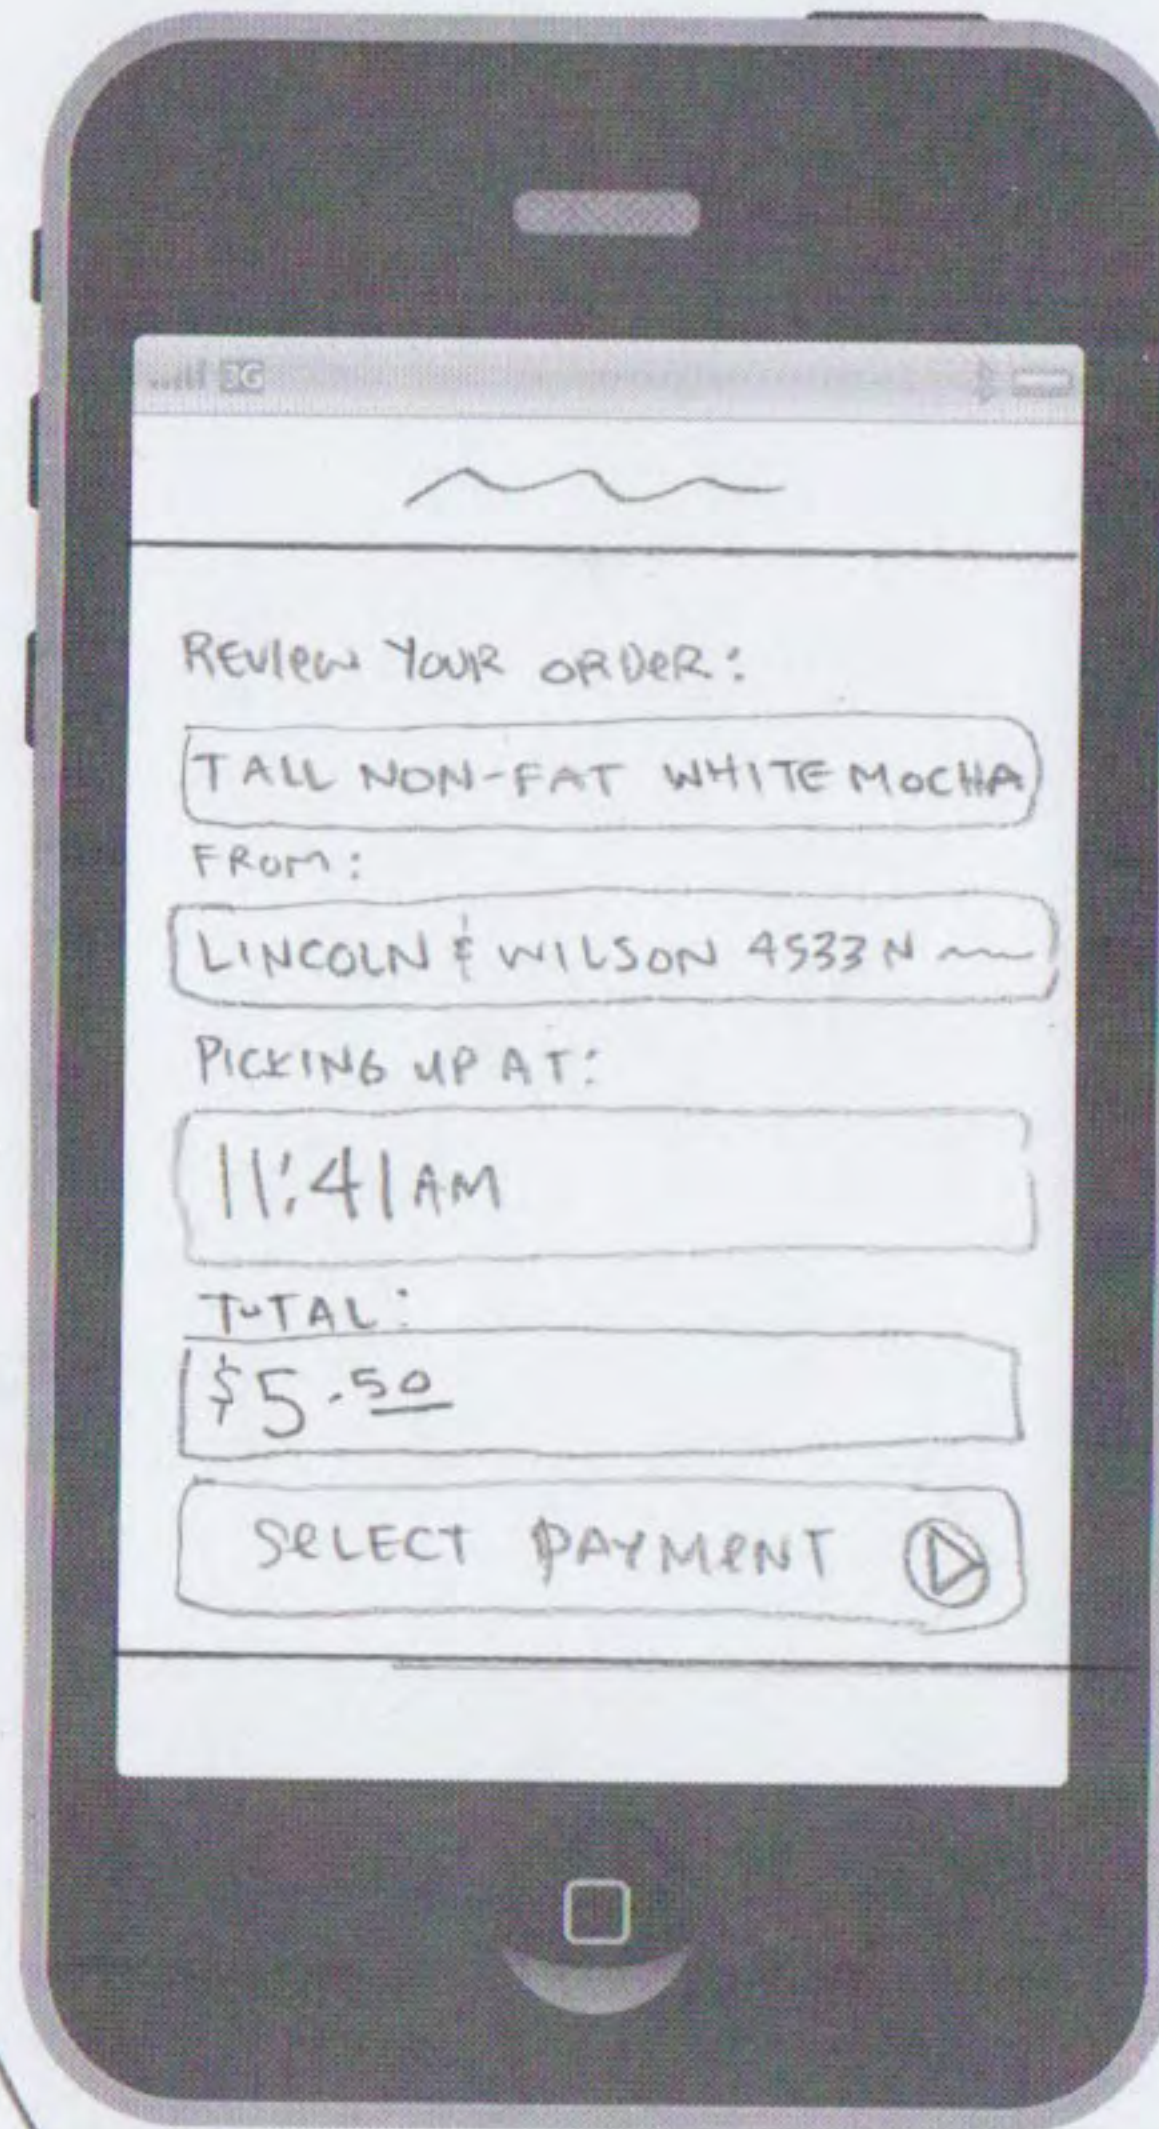 3G
REVIEW YOUR ORDER:
TALL NON-FAT WHITE MOCHA
FROM:
LINCOLN & WILSON 4533 N
PICKING UP AT:
11:41 AM
TOTAL:
$5.50
SELECT PAYMENT